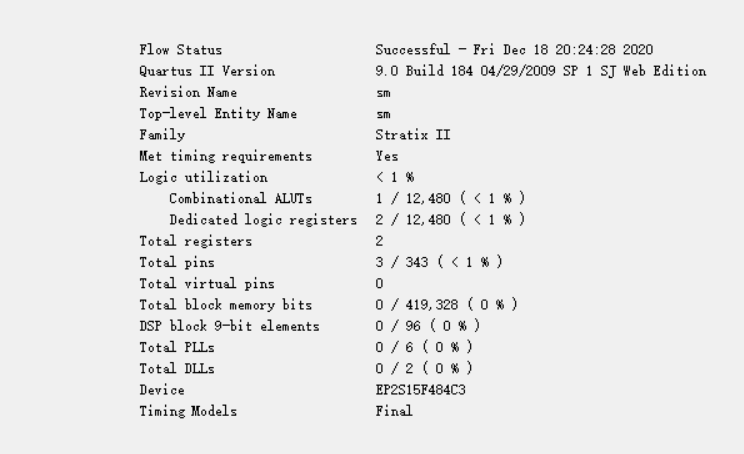 Flow Status Successful - Fri Dec 18 20:24:28 2020
Quartus II Version 9.0 Build 184 04/29/2009 SP 1 SJ Web Edition
Revision Name sm
Top-level Entity Name sm
Family Stratix II
Met timing requirements Yes
Logic utilization < 1 %
Combinational ALUTs 1 / 12,480 ( < 1 % )
Dedicated logic registers 2 / 12,480 ( < 1 % )
Total registers 2
Total pins 3 / 343 ( < 1 % )
Total virtual pins 0
Total block memory bits 0 / 419,328 ( 0 % )
DSP block 9-bit elements 0 / 96 ( 0 % )
Total PLLs 0 / 6 ( 0 % )
Total DLLs 0 / 2 ( 0 % )
Device EP2S15F484C3
Timing Models Final